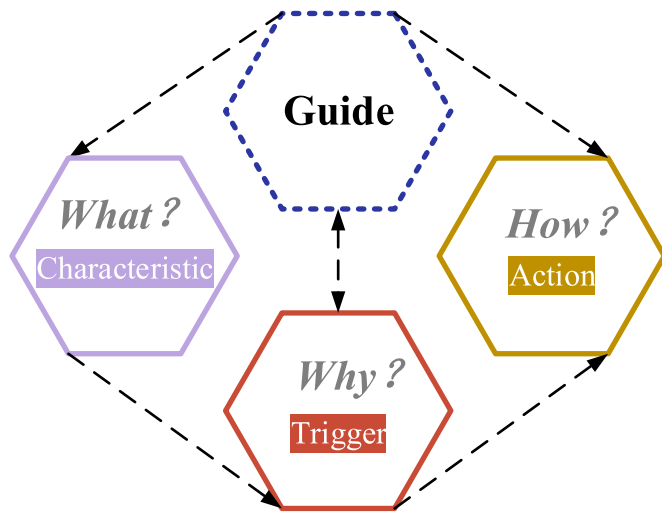 Guide
What?
Characteristic
How?
Action
Why?
Trigger